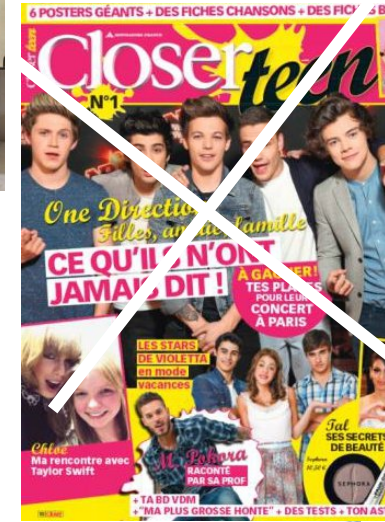 6 POSTERS GÉANTS + DES FICHES CHANSONS + DES FICHES B
Closer teen
N°1
One Direction
Filles, amour, famille
CE QU'ILS N'ONT
JAMAIS DIT !
À GAGNER !
TES PLACES
POUR LEUR
CONCERT
À PARIS
LES STARS
DE VIOLETTA
en mode
vacances
Chloé
Ma rencontre avec
Taylor Swift
M. Pokora
RACONTÉ
PAR SA PROF
Tal
SES SECRETS
DE BEAUTÉ
SEPHORA
+ TA BD VDM
+ "MA PLUS GROSSE HONTE" + DES TESTS + TON AS